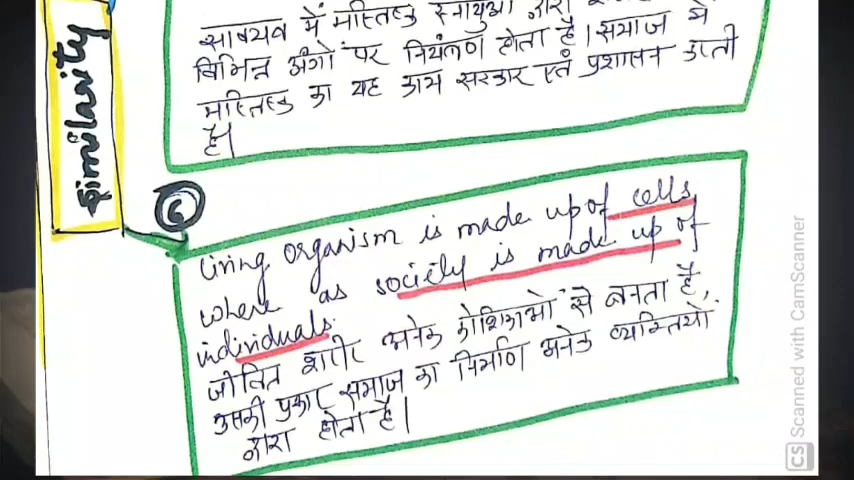 सावयव में मस्तिष्क स्नायुओं द्वारा
विभिन्न अंगों पर नियंत्रण होता है। समाज में
मस्तिष्क का यह काम सरकार एवं प्रशासन करती
है।
Similarity
6
Living organism is made up of cells
where as society is made up of
individuals.
जीवित शरीर अनेक कोशिकाओं से बनता है,
उसकी प्रकार समाज का निर्माण अनेक व्यक्तियों
द्वारा होता है।
CS Scanned with CamScanner